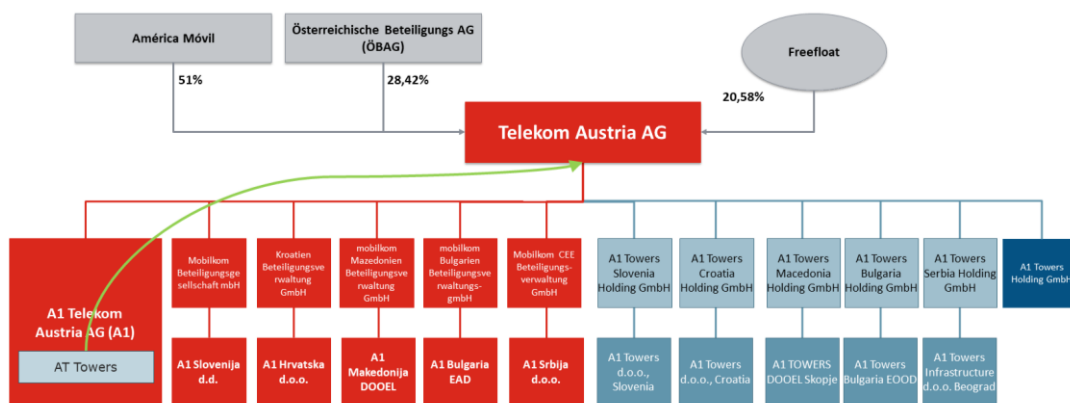 América Móvil
Österreichische Beteiligungs AG
(ÖBAG)
Freefloat
51%
28,42%
20,58%
Telekom Austria AG
A1 Telekom
Austria AG (A1)
AT Towers
Mobilkom
Beteiligungsge
sellschaft mbH
Kroatien
Beteiligungsve
rwaltung
GmbH
mobilkom
Mazedonien
Beteiligungsve
rwaltung GmbH
mobilkom
Bulgarien
Beteiligungsve
rwaltungs-
gmbH
Mobilkom CEE
Beteiligungs-
verwaltung
GmbH
A1 Towers
Slovenia
Holding GmbH
A1 Towers
Croatia
Holding GmbH
A1 Towers
Macedonia
Holding GmbH
A1 Towers
Bulgaria
Holding GmbH
A1 Towers
Serbia Holding
GmbH
A1 Towers
Holding GmbH
A1 Slovenija
d.d.
A1 Hrvatska
d.o.o.
A1
Makedonija
DOOEL
A1 Bulgaria
EAD
A1 Srbija
d.o.o.
A1 Towers
d.o.o.,
Slovenia
A1 Towers
d.o.o., Croatia
A1 TOWERS
DOOEL Skopje
A1 Towers
Bulgaria EOOD
A1 Towers
Infrastructure
d.o.o. Beograd